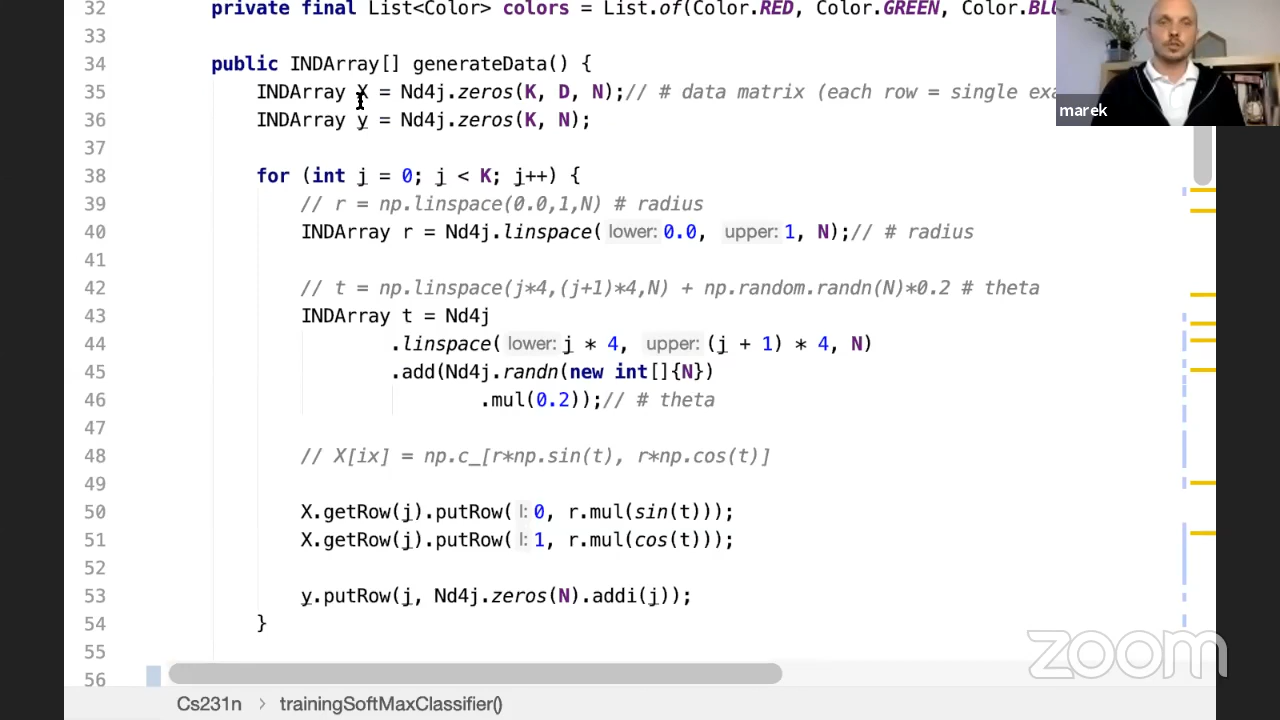 32 private final List<Color> colors = List.of(Color.RED, Color.GREEN, Color.BLU
33
34 public INDArray[] generateData() {
35 INDArray X = Nd4j.zeros(K, D, N);// # data matrix (each row = single exa
36 INDArray y = Nd4j.zeros(K, N);
37
38 for (int j = 0; j < K; j++) {
39 // r = np.linspace(0.0,1,N) # radius
40 INDArray r = Nd4j.linspace( lower: 0.0, upper: 1, N);// # radius
41
42 // t = np.linspace(j*4,(j+1)*4,N) + np.random.randn(N)*0.2 # theta
43 INDArray t = Nd4j
44 .linspace( lower: j * 4, upper: (j + 1) * 4, N)
45 .add(Nd4j.randn(new int[]{N})
46 .mul(0.2));// # theta
47
48 // X[ix] = np.c_[r*np.sin(t), r*np.cos(t)]
49
50 X.getRow(j).putRow( l: 0, r.mul(sin(t)));
51 X.getRow(j).putRow( l: 1, r.mul(cos(t)));
52
53 y.putRow(j, Nd4j.zeros(N).addi(j));
54 }
55
56
Cs231n > trainingSoftMaxClassifier()
marek
zoom